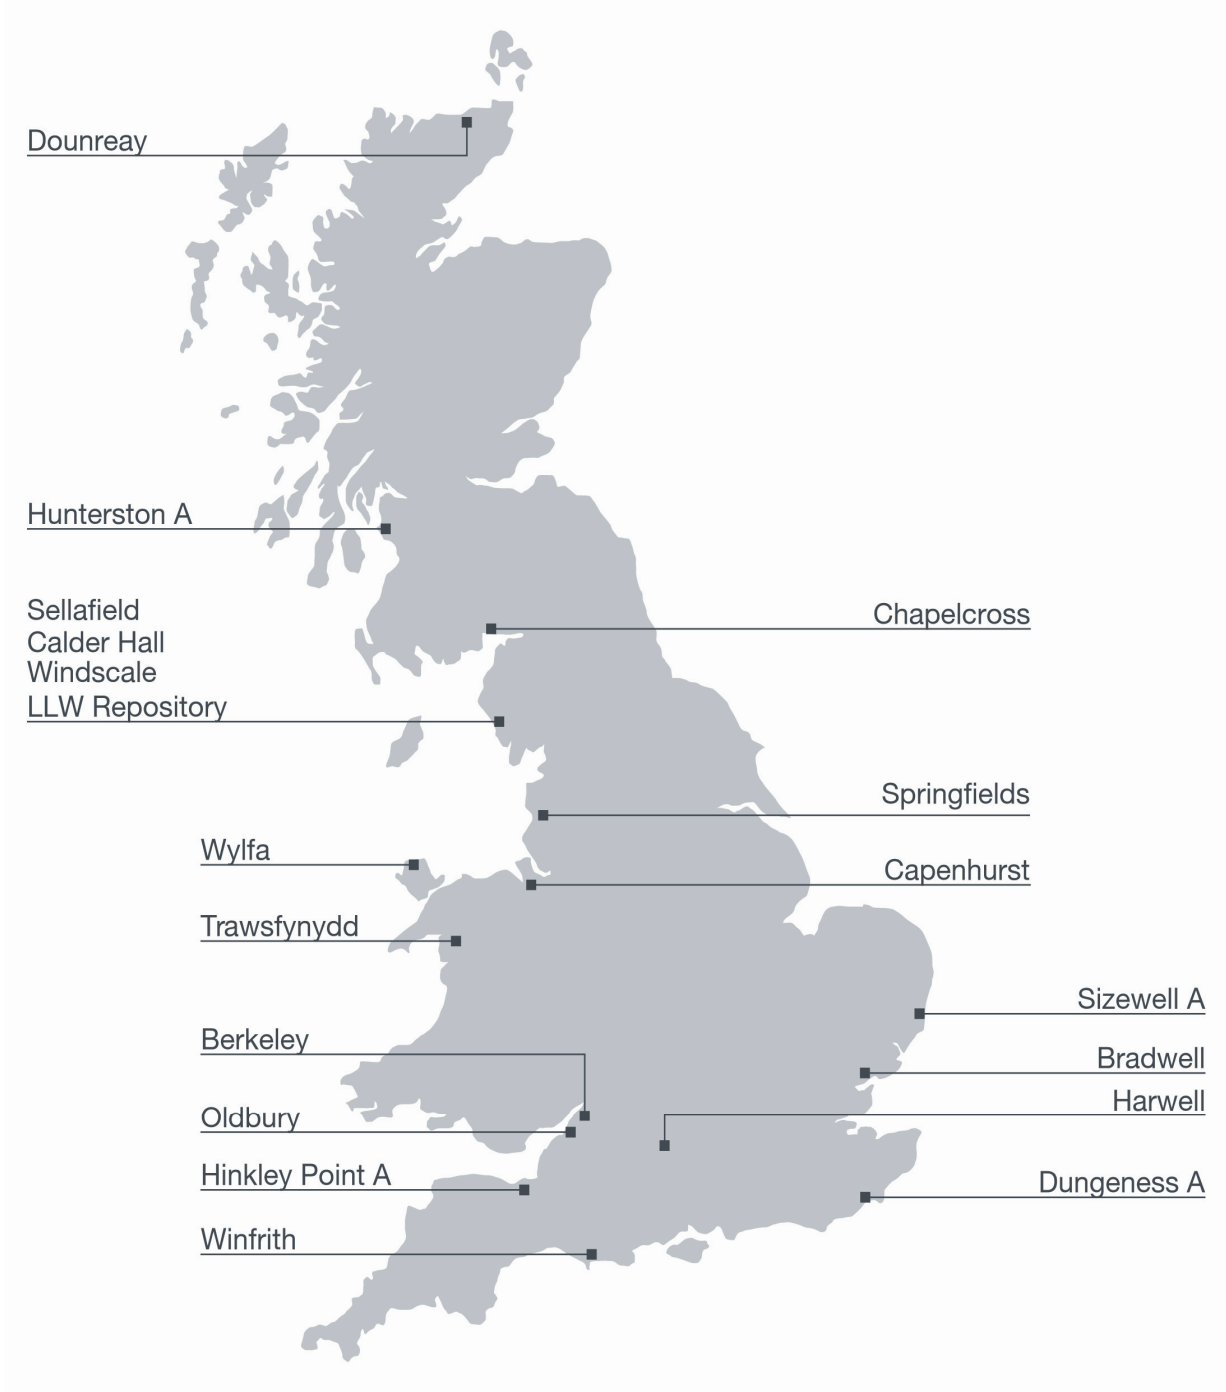 Dounreay
Hunterston A
Sellafield
Calder Hall
Windscale
LLW Repository
Chapelcross
Springfields
Wylfa
Capenhurst
Trawsfynydd
Sizewell A
Berkeley
Bradwell
Harwell
Oldbury
Hinkley Point A
Dungeness A
Winfrith